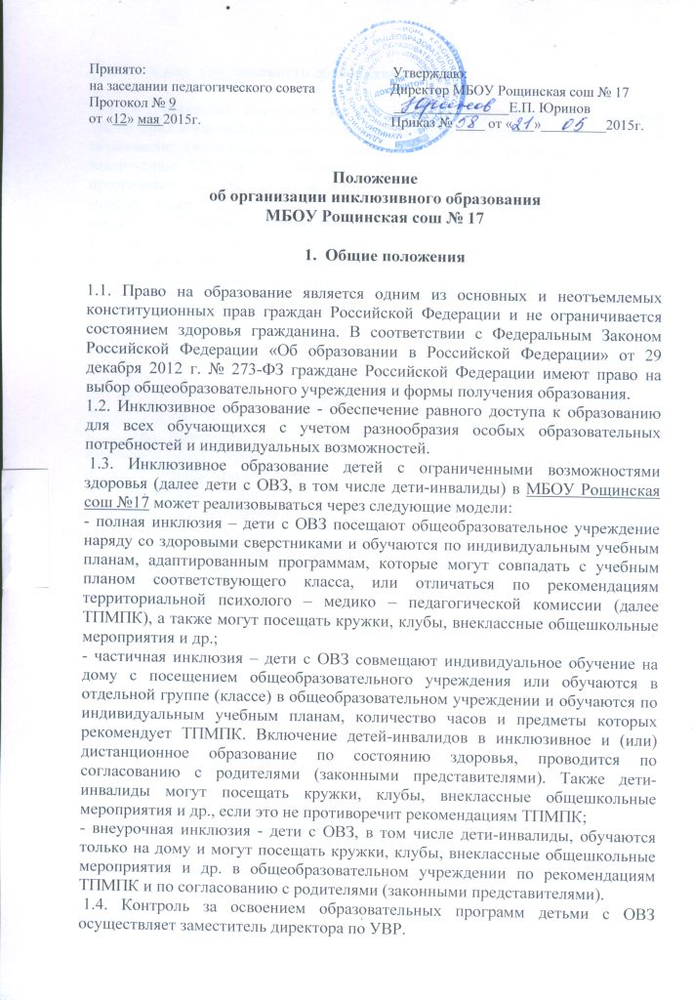 Принято:
на заседании педагогического совета
Протокол № 9
от «12» мая 2015г.
Утверждаю:
Директор МБОУ Рощинская сош № 17
Е.П. Юринов
Приказ № 58 от «21» 05 2015г.
Положение
об организации инклюзивного образования
МБОУ Рощинская сош № 17
1. Общие положения
1.1. Право на образование является одним из основных и неотъемлемых
конституционных прав граждан Российской Федерации и не ограничивается
состоянием здоровья гражданина. В соответствии с Федеральным Законом
Российской Федерации «Об образовании в Российской Федерации» от 29
декабря 2012 г. № 273-ФЗ граждане Российской Федерации имеют право на
выбор общеобразовательного учреждения и формы получения образования.
1.2. Инклюзивное образование - обеспечение равного доступа к образованию
для всех обучающихся с учетом разнообразия особых образовательных
потребностей и индивидуальных возможностей.
1.3. Инклюзивное образование детей с ограниченными возможностями
здоровья (далее дети с ОВЗ, в том числе дети-инвалиды) в МБОУ Рощинская
сош №17 может реализовываться через следующие модели:
- полная инклюзия – дети с ОВЗ посещают общеобразовательное учреждение
наряду со здоровыми сверстниками и обучаются по индивидуальным учебным
планам, адаптированным программам, которые могут совпадать с учебным
планом соответствующего класса, или отличаться по рекомендациям
территориальной психолого – медико – педагогической комиссии (далее
ТПМПК), а также могут посещать кружки, клубы, внеклассные общешкольные
мероприятия и др.;
- частичная инклюзия – дети с ОВЗ совмещают индивидуальное обучение на
дому с посещением общеобразовательного учреждения или обучаются в
отдельной группе (классе) в общеобразовательном учреждении и обучаются по
индивидуальным учебным планам, количество часов и предметы которых
рекомендует ТПМПК. Включение детей-инвалидов в инклюзивное и (или)
дистанционное образование по состоянию здоровья, проводится по
согласованию с родителями (законными представителями). Также дети-
инвалиды могут посещать кружки, клубы, внеклассные общешкольные
мероприятия и др., если это не противоречит рекомендациям ТПМПК;
- внеурочная инклюзия - дети с ОВЗ, в том числе дети-инвалиды, обучаются
только на дому и могут посещать кружки, клубы, внеклассные общешкольные
мероприятия и др. в общеобразовательном учреждении по рекомендациям
ТПМПК и по согласованию с родителями (законными представителями).
1.4. Контроль за освоением образовательных программ детьми с ОВЗ
осуществляет заместитель директора по УВР.